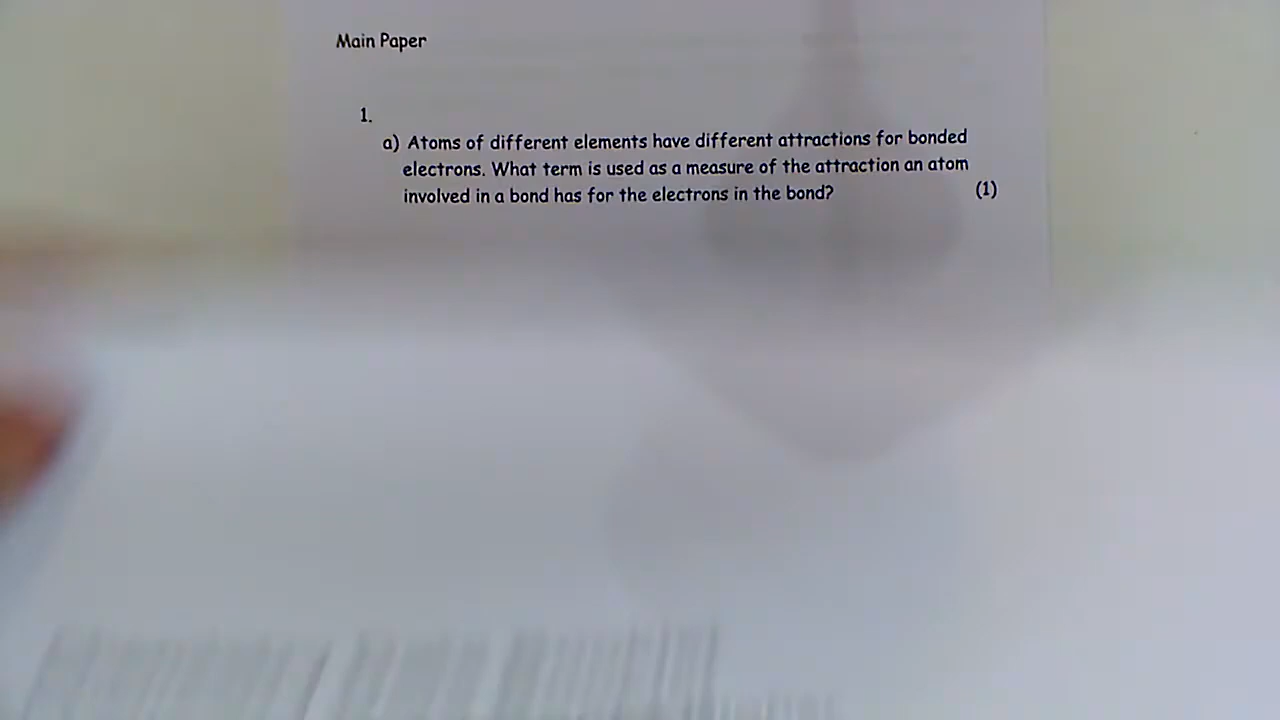 Main Paper
1.
a) Atoms of different elements have different attractions for bonded
electrons. What term is used as a measure of the attraction an atom
involved in a bond has for the electrons in the bond? (1)